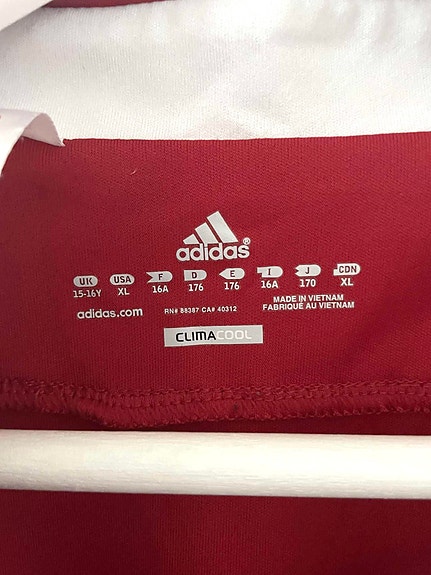 adidas®
UK USA F D E I J CDN
15-16Y XL 16A 176 176 16A 170 XL
adidas.com RN# 88387 CA# 40312 MADE IN VIETNAM
FABRIQUÉ AU VIETNAM
CLIMACOOL